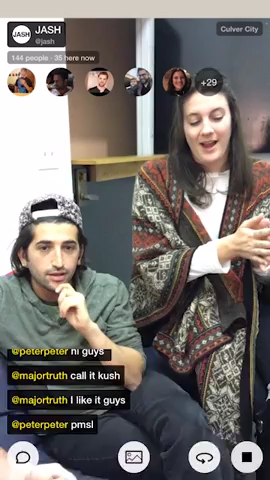 JASH
JASH
@jash
Culver City
144 people · 35 here now
+29
@peterpeter hi guys
@majortruth call it kush
@majortruth I like it guys
@peterpeter pmsl